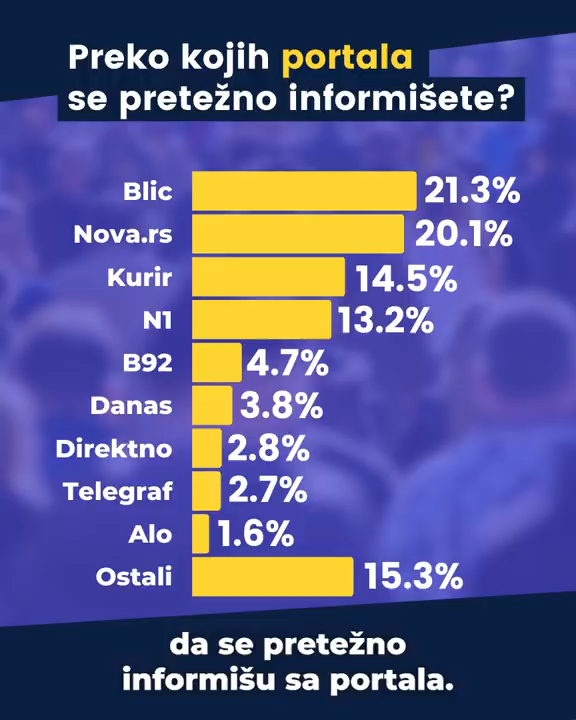 Preko kojih portala
se pretežno informišete?
Blic 21.3%
Nova.rs 20.1%
Kurir 14.5%
N1 13.2%
B92 4.7%
Danas 3.8%
Direktno 2.8%
Telegraf 2.7%
Alo 1.6%
Ostali 15.3%
da se pretežno
informišu sa portala.